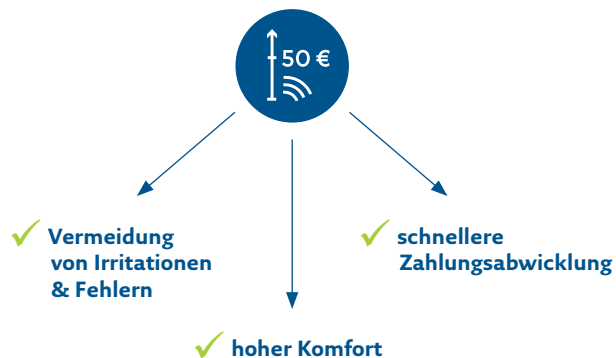 50 €
Vermeidung
von Irritationen
& Fehlern
schnellere
Zahlungsabwicklung
hoher Komfort